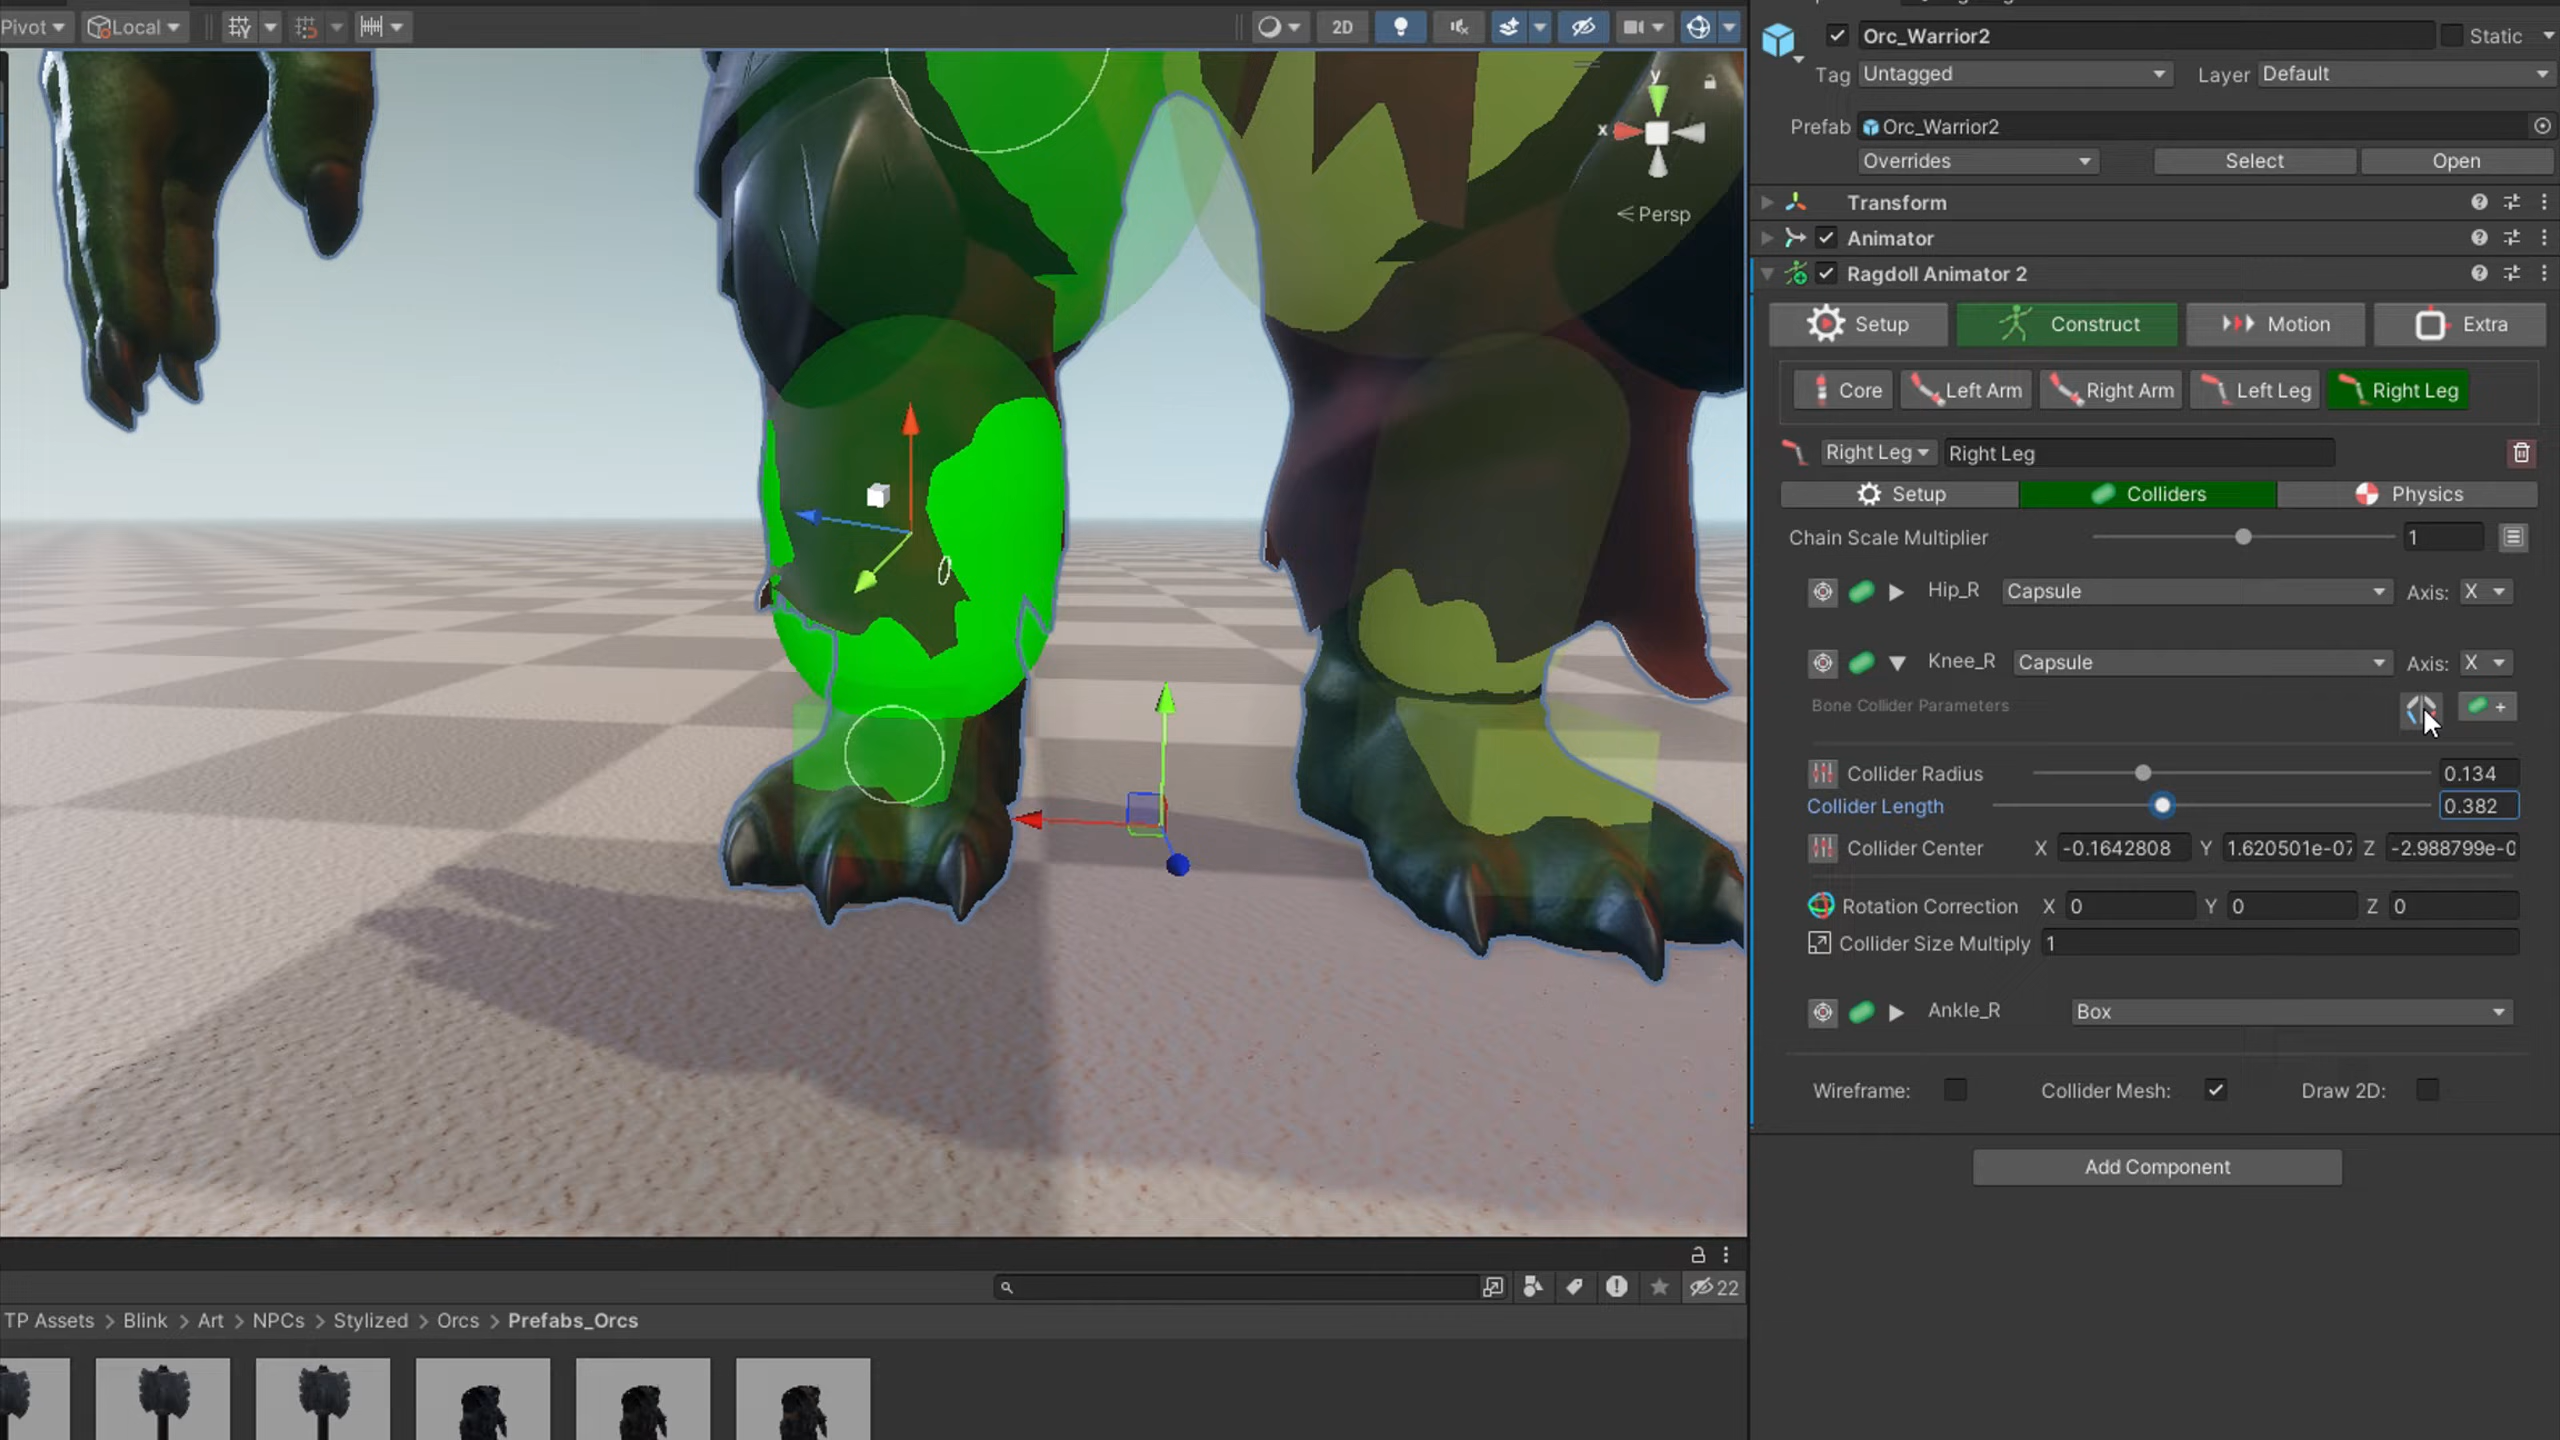 Pivot Local 2D
Orc_Warrior2 Static
Tag Untagged Layer Default
Prefab Orc_Warrior2
Overrides Select Open
y
x
Persp
Transform
Animator
Ragdoll Animator 2
Setup Construct Motion Extra
Core Left Arm Right Arm Left Leg Right Leg
Right Leg Right Leg
Setup Colliders Physics
Chain Scale Multiplier 1
Hip_R Capsule Axis: X
Knee_R Capsule Axis: X
Bone Collider Parameters +
Collider Radius 0.134
Collider Length 0.382
Collider Center X -0.1642808 Y 1.620501e-07 Z -2.988799e-0
Rotation Correction X 0 Y 0 Z 0
Collider Size Multiply 1
Ankle_R Box
Wireframe: Collider Mesh: Draw 2D:
Add Component
22
TP Assets > Blink > Art > NPCs > Stylized > Orcs > Prefabs_Orcs